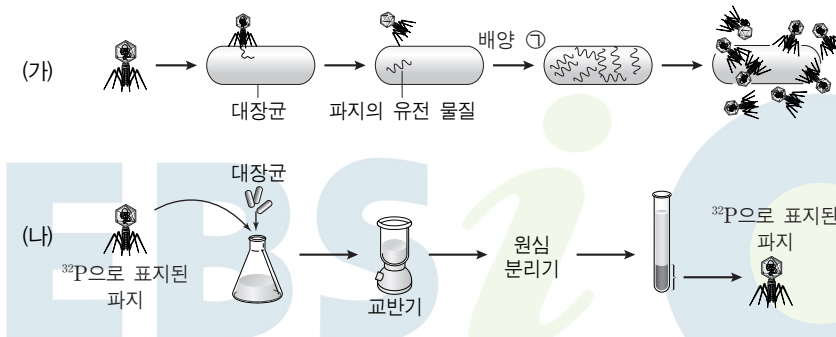 (가)
배양 ㉠
대장균
파지의 유전 물질
(나)
대장균
³²P으로 표지된
파지
교반기
원심
분리기
³²P으로 표지된
파지
EBSi